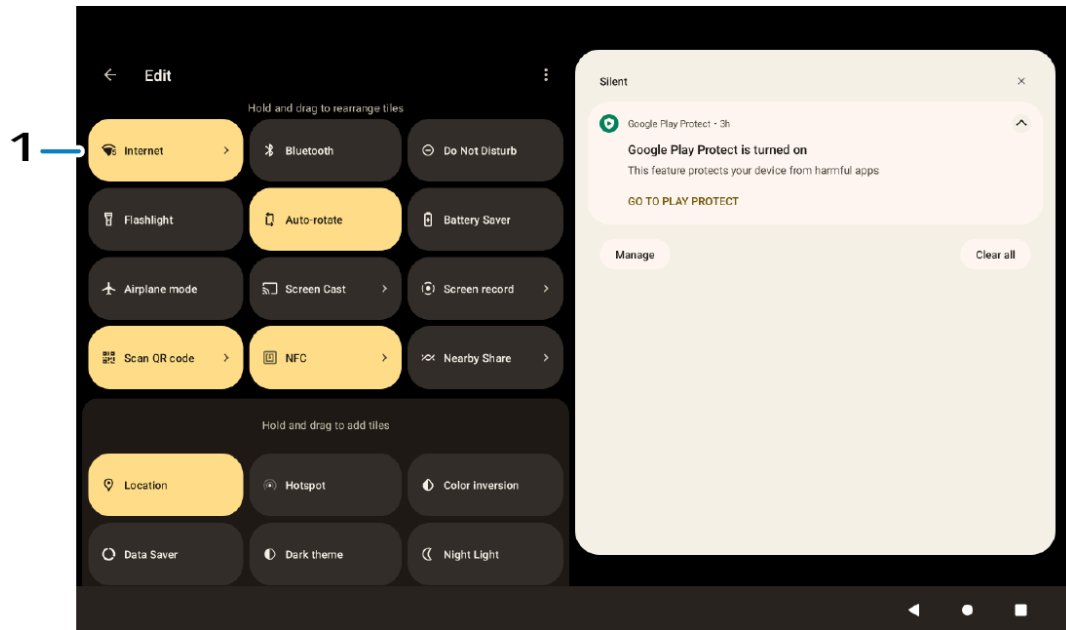 Edit
Hold and drag to rearrange tiles
1
Internet
Bluetooth
Do Not Disturb
Flashlight
Auto-rotate
Battery Saver
Airplane mode
Screen Cast
Screen record
Scan QR code
NFC
Nearby Share
Hold and drag to add tiles
Location
Hotspot
Color inversion
Data Saver
Dark theme
Night Light
Silent
Google Play Protect • 3h
Google Play Protect is turned on
This feature protects your device from harmful apps
GO TO PLAY PROTECT
Manage
Clear all